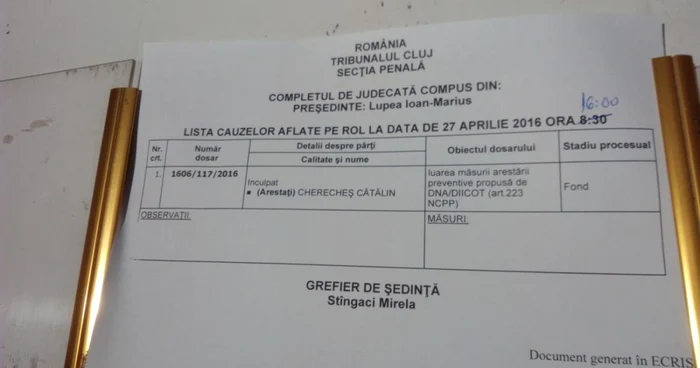 ROMÂNIA
TRIBUNALUL CLUJ
SECŢIA PENALĂ
COMPLETUL DE JUDECATĂ COMPUS DIN:
PREŞEDINTE: Lupea Ioan-Marius
16:00
LISTA CAUZELOR AFLATE PE ROL LA DATA DE 27 APRILIE 2016 ORA 8:30
Nr. crt.
Număr dosar
Detalii despre părţi
Calitate şi nume
Obiectul dosarului
Stadiu procesual
1.
1606/117/2016
Inculpat
▪ (Arestaţi) CHERECHEŞ CĂTĂLIN
luarea măsurii arestării
preventive propusă de
DNA/DIICOT (art.223
NCPP)
Fond
OBSERVAŢII:
MĂSURI:
GREFIER DE ŞEDINŢĂ
Stîngaci Mirela
Document generat în ECRIS